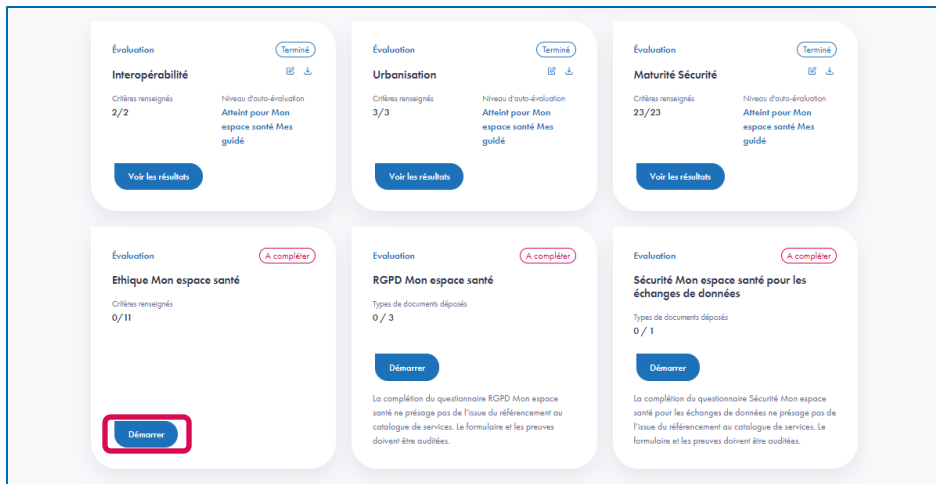 Évaluation
Terminé
Interopérabilité
Critères renseignés
2/2
Niveau d'auto-évaluation
Atteint pour Mon
espace santé Mes
guidé
Voir les résultats
Évaluation
Terminé
Urbanisation
Critères renseignés
3/3
Niveau d'auto-évaluation
Atteint pour Mon
espace santé Mes
guidé
Voir les résultats
Évaluation
Terminé
Maturité Sécurité
Critères renseignés
23/23
Niveau d'auto-évaluation
Atteint pour Mon
espace santé Mes
guidé
Voir les résultats
Évaluation
A compléter
Ethique Mon espace santé
Critères renseignés
0/11
Démarrer
Evaluation
A compléter
RGPD Mon espace santé
Types de documents déposés
0 / 3
Démarrer
La complétion du questionnaire RGPD Mon espace
santé ne présage pas de l'issue du référencement au
catalogue de services. Le formulaire et les preuves
doivent être auditées.
Evaluation
A compléter
Sécurité Mon espace santé pour les
échanges de données
Types de documents déposés
0 / 1
Démarrer
La complétion du questionnaire Sécurité Mon espace
santé pour les échanges de données ne présage pas de
l'issue du référencement au catalogue de services. Le
formulaire et les preuves doivent être auditées.